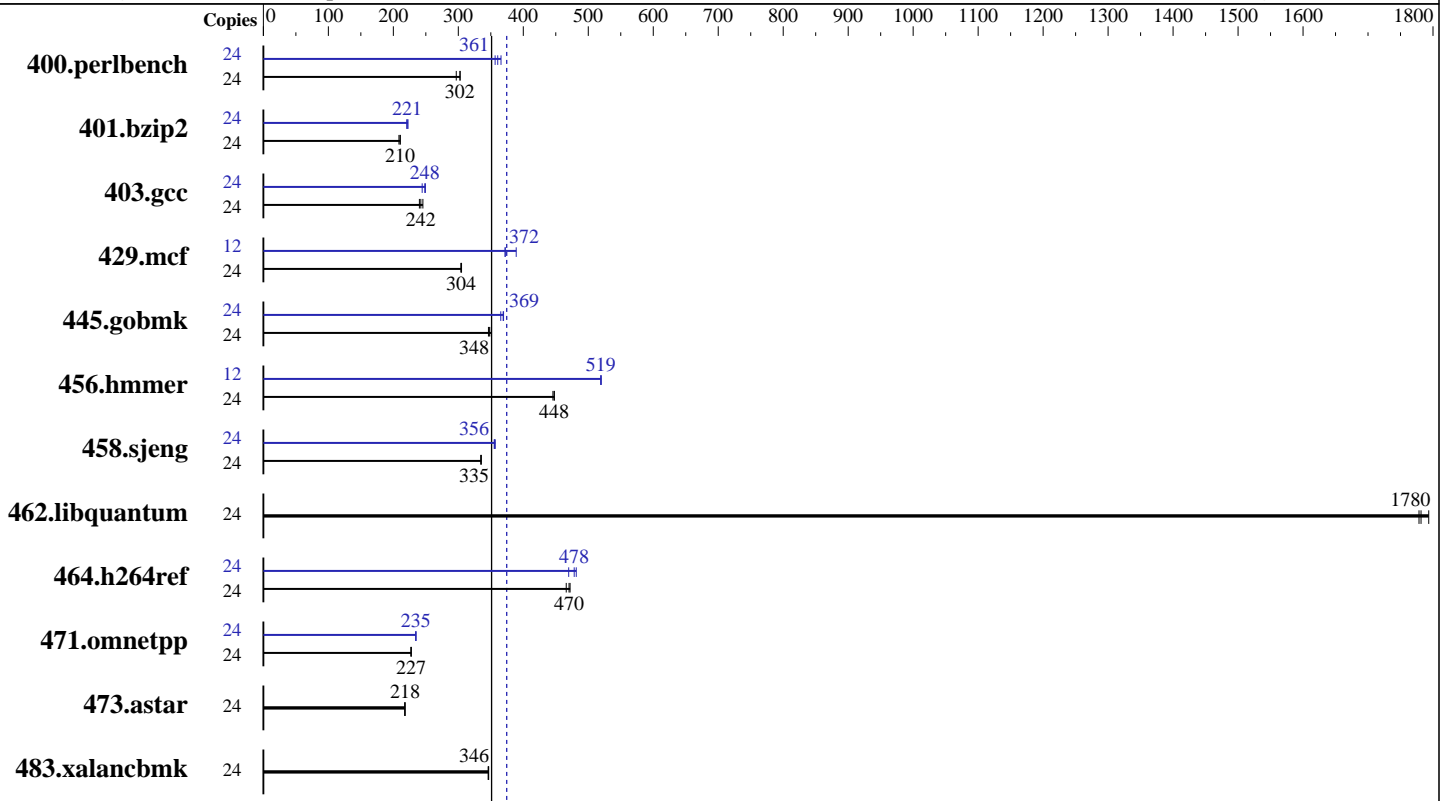 Copies 0 100 200 300 400 500 600 700 800 900 1000 1100 1200 1300 1400 1500 1600 1800
400.perlbench 24 361
24 302
401.bzip2 24 221
24 210
403.gcc 24 248
24 242
429.mcf 12 372
24 304
445.gobmk 24 369
24 348
456.hmmer 12 519
24 448
458.sjeng 24 356
24 335
462.libquantum 24 1780
464.h264ref 24 478
24 470
471.omnetpp 24 235
24 227
473.astar 24 218
483.xalancbmk 24 346